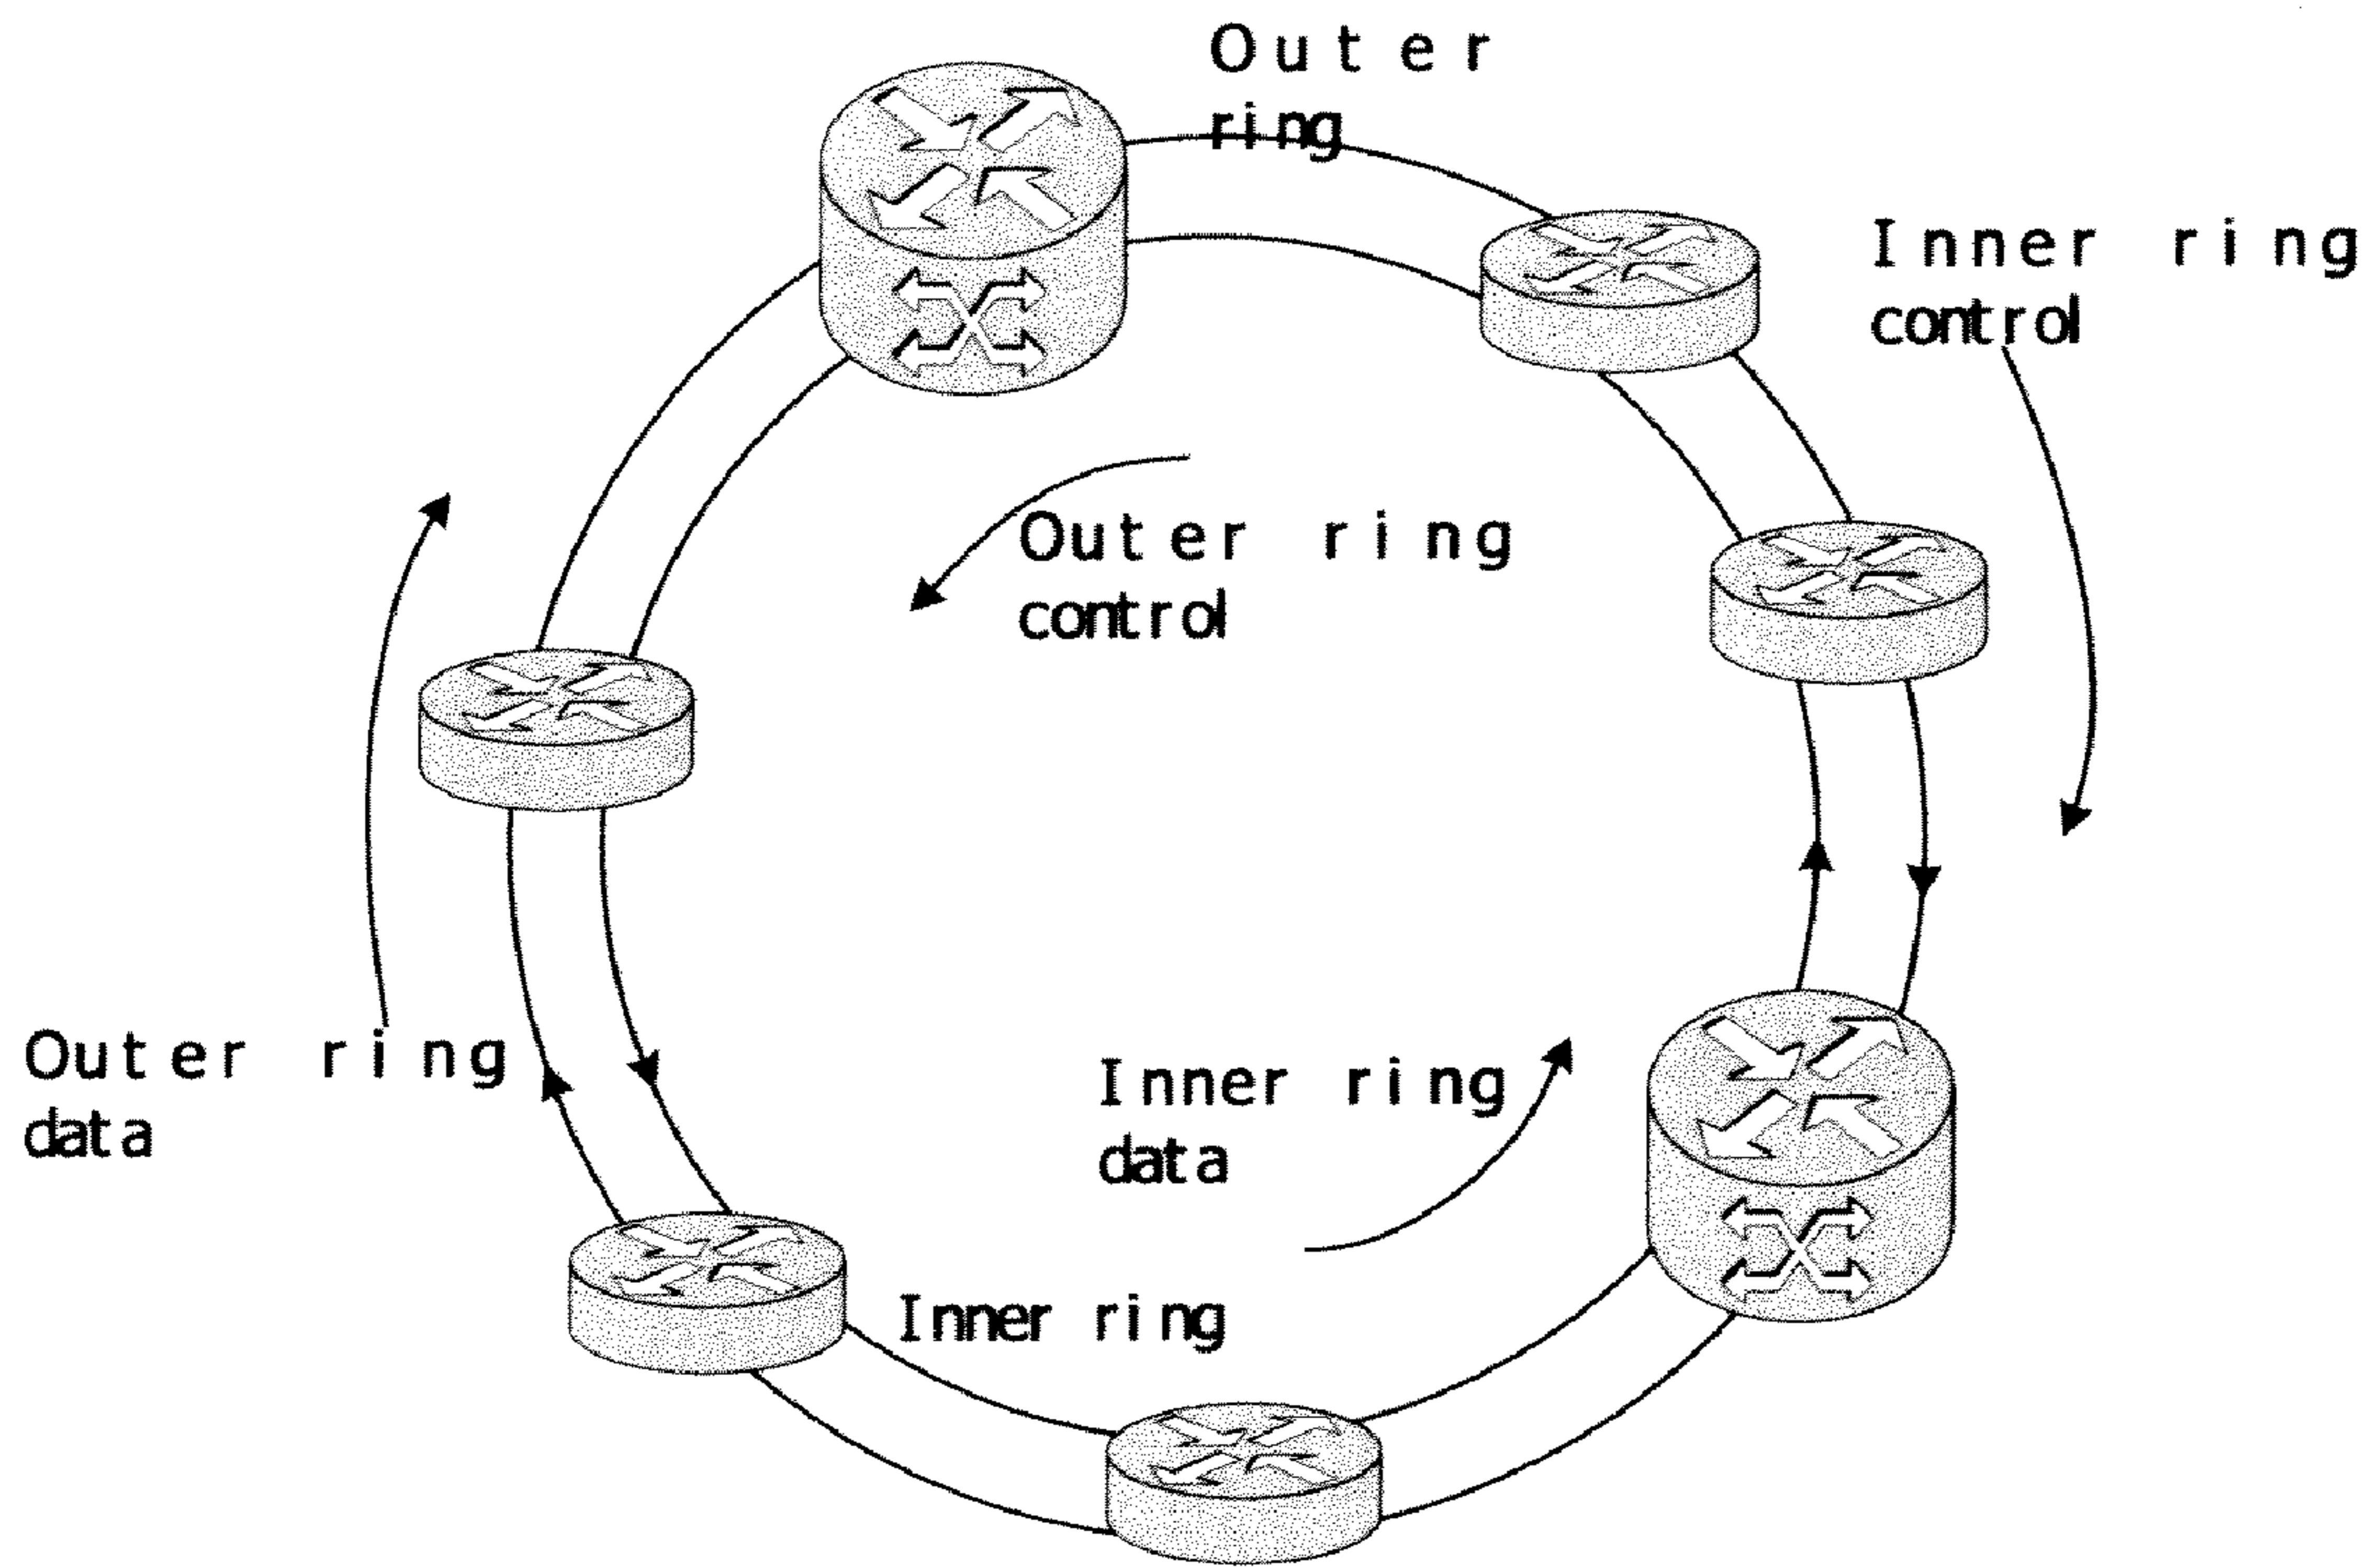 Outer
ring
Inner ring
control
Outer ring
control
Outer ring
data
Inner ring
data
Inner ring